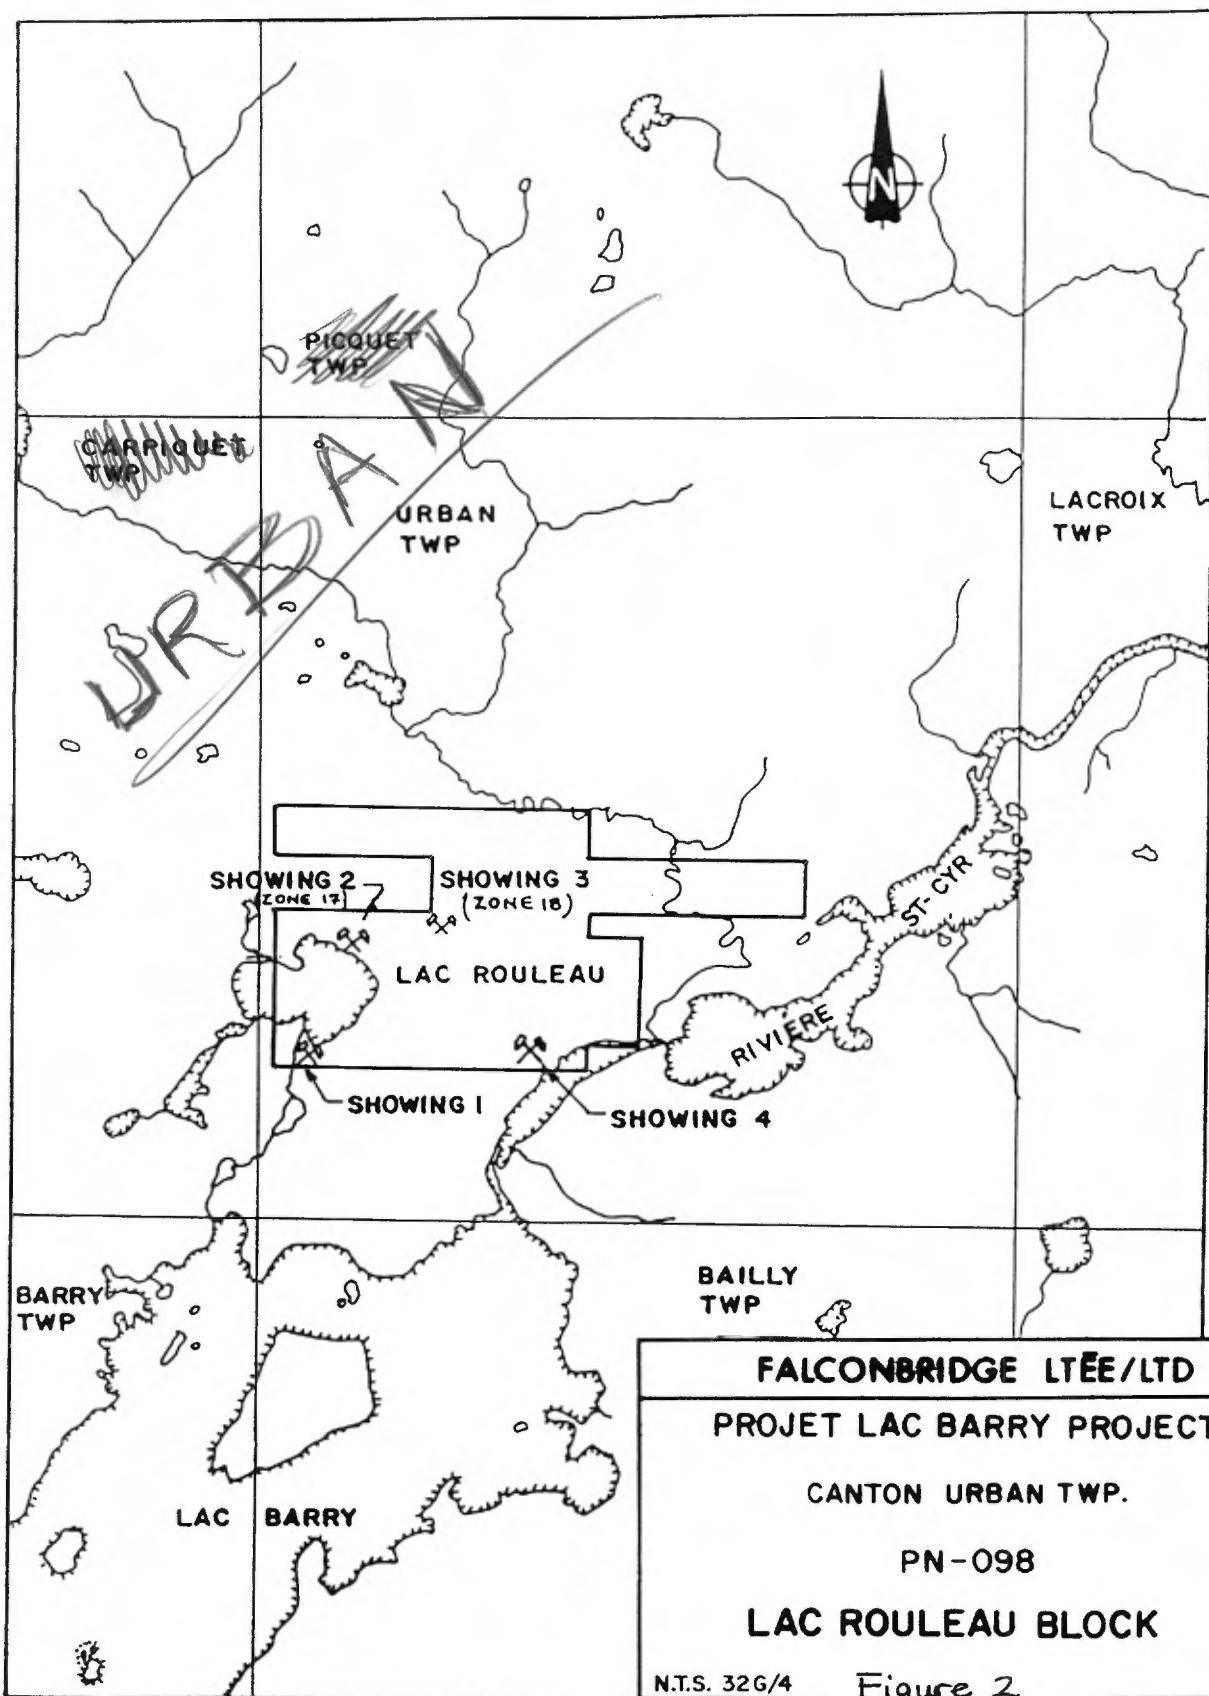 N
PICQUET
TWP
CARPIQUET
TWP
URBAN
URBAN
TWP
LACROIX
TWP
SHOWING 2
(ZONE 17)
SHOWING 3
(ZONE 18)
LAC ROULEAU
ST-CYR
RIVIERE
SHOWING 1
SHOWING 4
BARRY
TWP
BAILLY
TWP
LAC BARRY
FALCONBRIDGE LTÉE/LTD
PROJET LAC BARRY PROJECT
CANTON URBAN TWP.
PN-098
LAC ROULEAU BLOCK
N.T.S. 32G/4 Figure 2